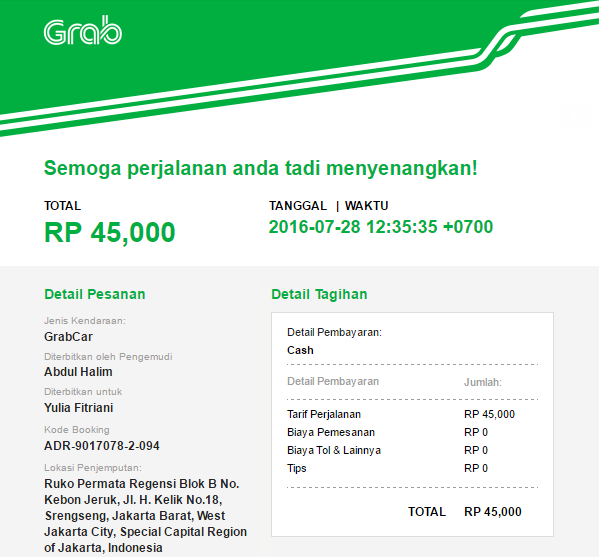 Grab
Semoga perjalanan anda tadi menyenangkan!
TOTAL
RP 45,000
TANGGAL | WAKTU
2016-07-28 12:35:35 +0700
Detail Pesanan
Jenis Kendaraan:
GrabCar
Diterbitkan oleh Pengemudi
Abdul Halim
Diterbitkan untuk
Yulia Fitriani
Kode Booking
ADR-9017078-2-094
Lokasi Penjemputan:
Ruko Permata Regensi Blok B No.
Kebon Jeruk, Jl. H. Kelik No.18,
Srengseng, Jakarta Barat, West
Jakarta City, Special Capital Region
of Jakarta, Indonesia
Detail Tagihan
Detail Pembayaran:
Cash
Detail Pembayaran Jumlah:
Tarif Perjalanan RP 45,000
Biaya Pemesanan RP 0
Biaya Tol & Lainnya RP 0
Tips RP 0
TOTAL RP 45,000